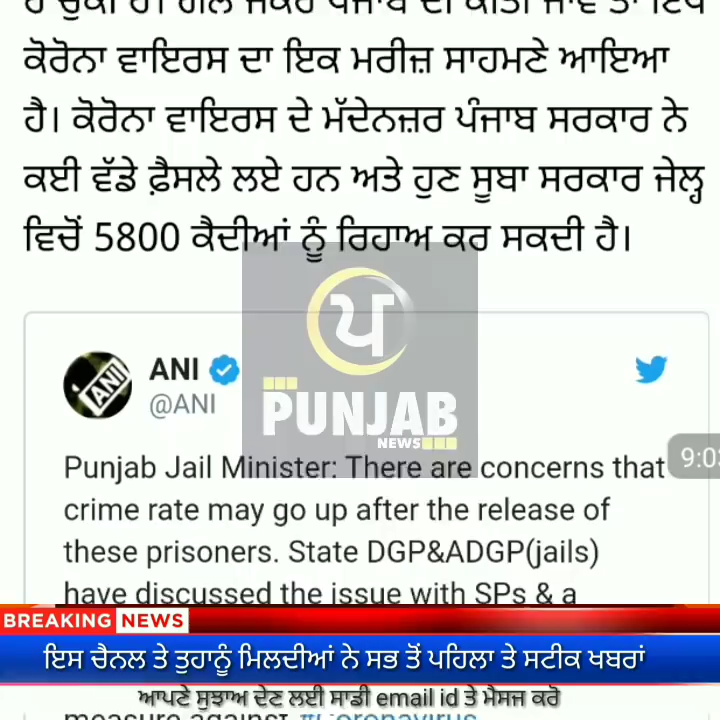 ਕੋਰੋਨਾ ਵਾਇਰਸ ਦਾ ਇਕ ਮਰੀਜ਼ ਸਾਹਮਣੇ ਆਇਆ
ਹੈ। ਕੋਰੋਨਾ ਵਾਇਰਸ ਦੇ ਮੱਦੇਨਜ਼ਰ ਪੰਜਾਬ ਸਰਕਾਰ ਨੇ
ਕਈ ਵੱਡੇ ਫ਼ੈਸਲੇ ਲਏ ਹਨ ਅਤੇ ਹੁਣ ਸੂਬਾ ਸਰਕਾਰ ਜੇਲ੍ਹ
ਵਿਚੋਂ 5800 ਕੈਦੀਆਂ ਨੂੰ ਰਿਹਾਅ ਕਰ ਸਕਦੀ ਹੈ।
ਪ
PUNJAB
NEWS
ANI
ANI
@ANI
Punjab Jail Minister: There are concerns that
9:0
crime rate may go up after the release of
these prisoners. State DGP&ADGP(jails)
have discussed the issue with SPs & a
BREAKING NEWS
ਇਸ ਚੈਨਲ ਤੇ ਤੁਹਾਨੂੰ ਮਿਲਦੀਆਂ ਨੇ ਸਭ ਤੋਂ ਪਹਿਲਾ ਤੇ ਸਟੀਕ ਖਬਰਾਂ
ਆਪਣੇ ਸੁਝਾਅ ਦੇਣ ਲਈ ਸਾਡੀ email id ਤੇ ਮੈਸਜ ਕਰੋ